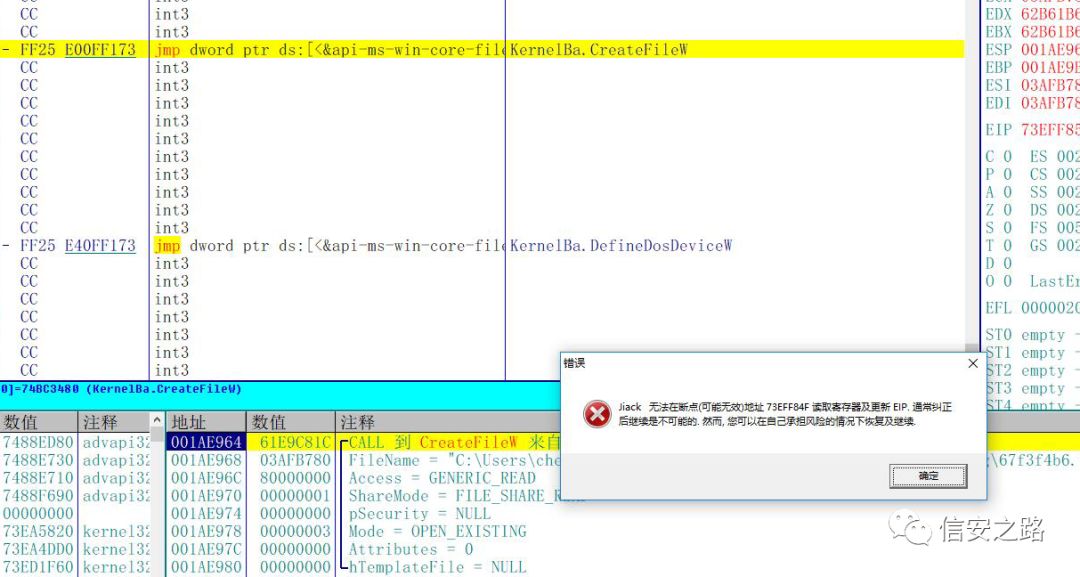 CC int3
CC int3
- FF25 E00FF173 jmp dword ptr ds:[<&api-ms-win-core-file KernelBa.CreateFileW
CC int3
CC int3
CC int3
CC int3
CC int3
CC int3
CC int3
CC int3
CC int3
CC int3
- FF25 E40FF173 jmp dword ptr ds:[<&api-ms-win-core-file KernelBa.DefineDosDeviceW
CC int3
CC int3
CC int3
CC int3
CC int3
CC int3
CC int3
0]=74BC3480 (KernelBa.CreateFileW)
EDX 62B61B6
EBX 62B61B6
ESP 001AE96
EBP 001AE9
ESI 03AFB78
EDI 03AFB78
EIP 73EFF85
C 0 ES 002
P 0 CS 002
A 0 SS 002
Z 0 DS 002
S 0 FS 005
T 0 GS 002
D 0
O 0 LastEr
EFL 0000020
ST0 empty -
ST1 empty -
ST2 empty -
ST3 empty -
ST4 empty -
错误
Jiack 无法在断点(可能无效)地址 73EFF84F 读取寄存器及更新 EIP. 通常纠正
后继续是不可能的. 然而, 您可以在自己承担风险的情况下恢复及继续.
确定
数值 注释 地址 数值 注释
7488ED80 advapi32 001AE964 61E9C81C CALL 到 CreateFileW 来自
7488E730 advapi32 001AE968 03AFB780 FileName = "C:\Users\che \67f3f4b6.
7488E710 advapi32 001AE96C 80000000 Access = GENERIC_READ
7488F690 advapi32 001AE970 00000001 ShareMode = FILE_SHARE_READ
00000000 001AE974 00000000 pSecurity = NULL
73EA5820 kernel32 001AE978 00000003 Mode = OPEN_EXISTING
73EA4DD0 kernel32 001AE97C 00000000 Attributes = 0
73ED1F60 kernel32 001AE980 00000000 hTemplateFile = NULL
信安之路